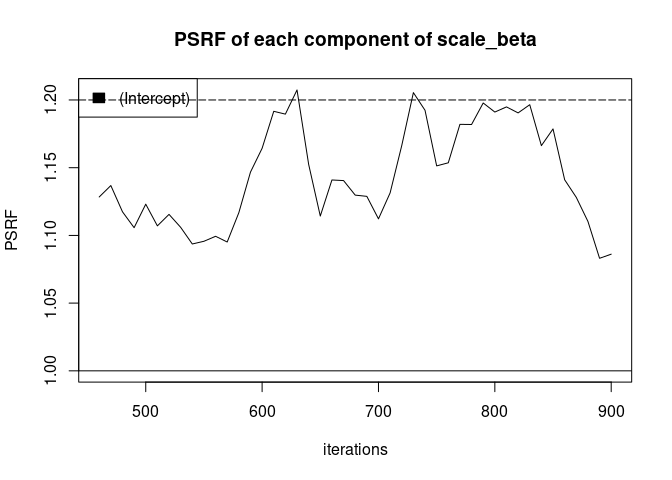 PSRF of each component of scale_beta
(Intercept)
PSRF
1.20
1.15
1.10
1.05
1.00
500 600 700 800 900
iterations